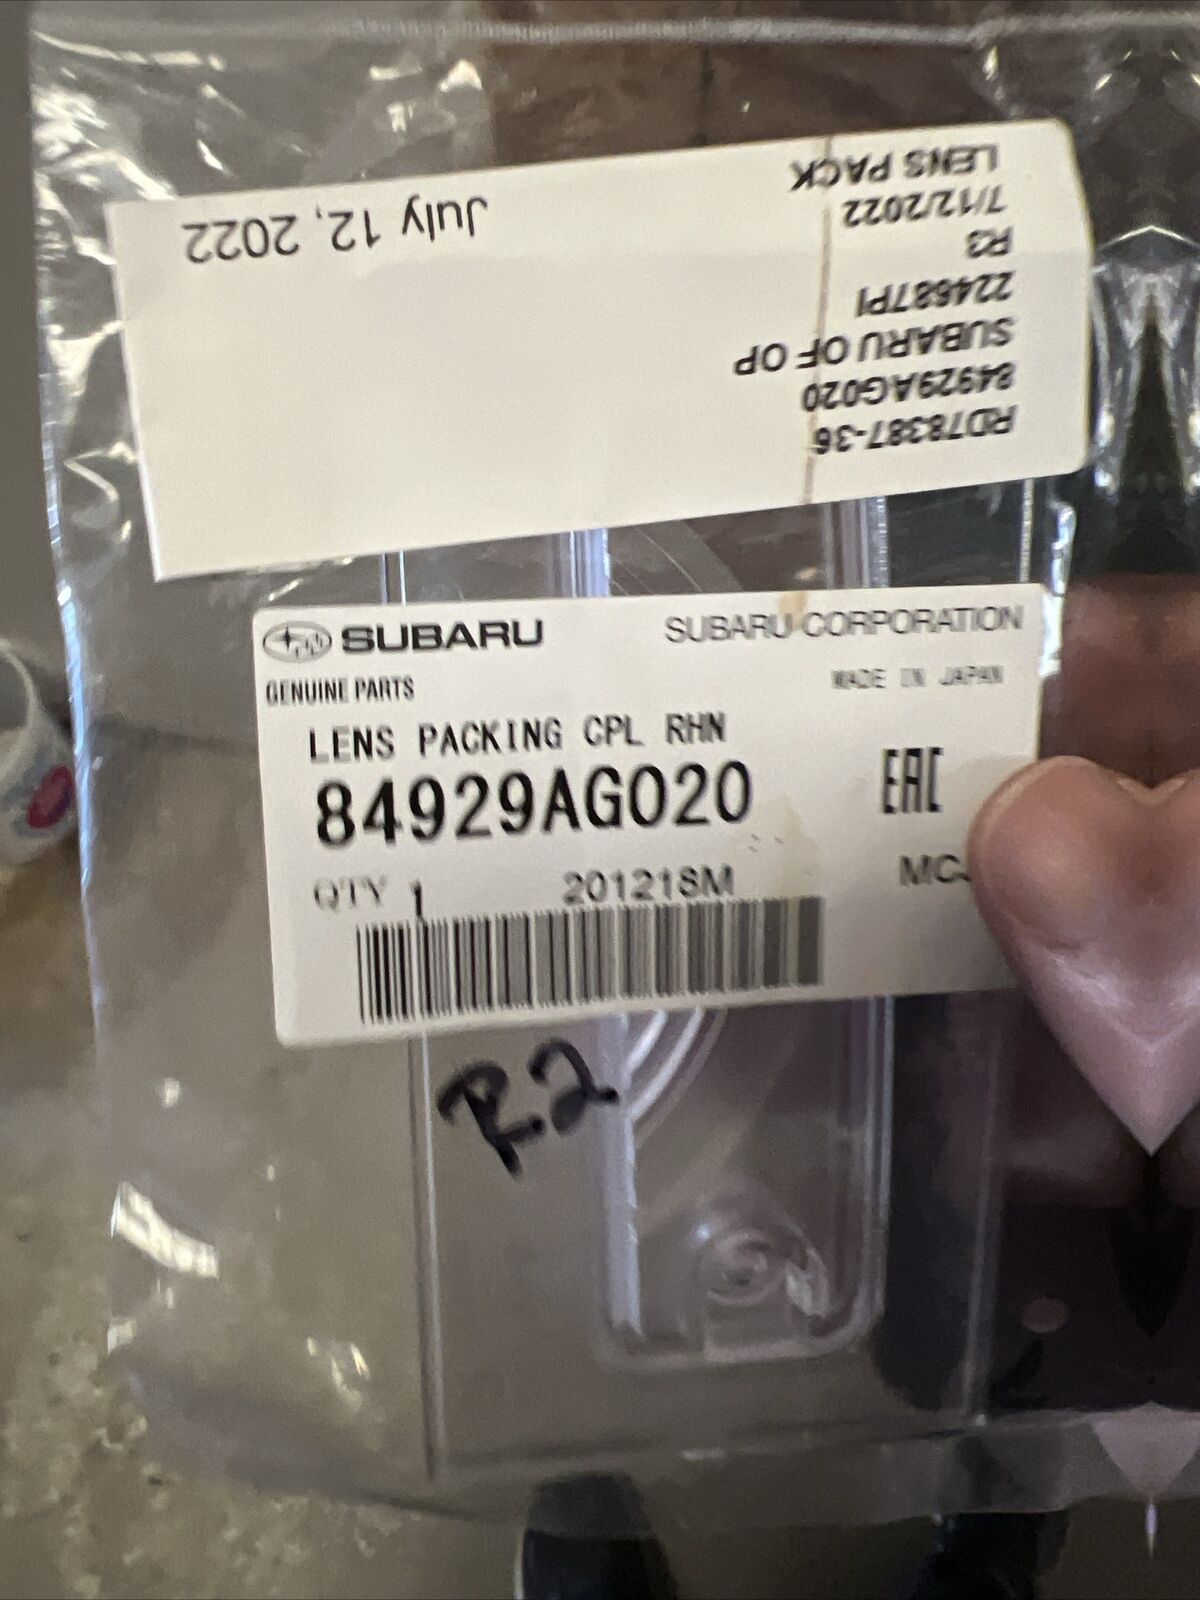 July 12, 2022
RD78387-36
84929AG020
SUBARU OF OP
224687PI
R3
7/12/2022
LENS PACK
SUBARU
SUBARU CORPORATION
GENUINE PARTS
MADE IN JAPAN
LENS PACKING CPL RHN
84929AG020
EAC
QTY 1
201218M
R2